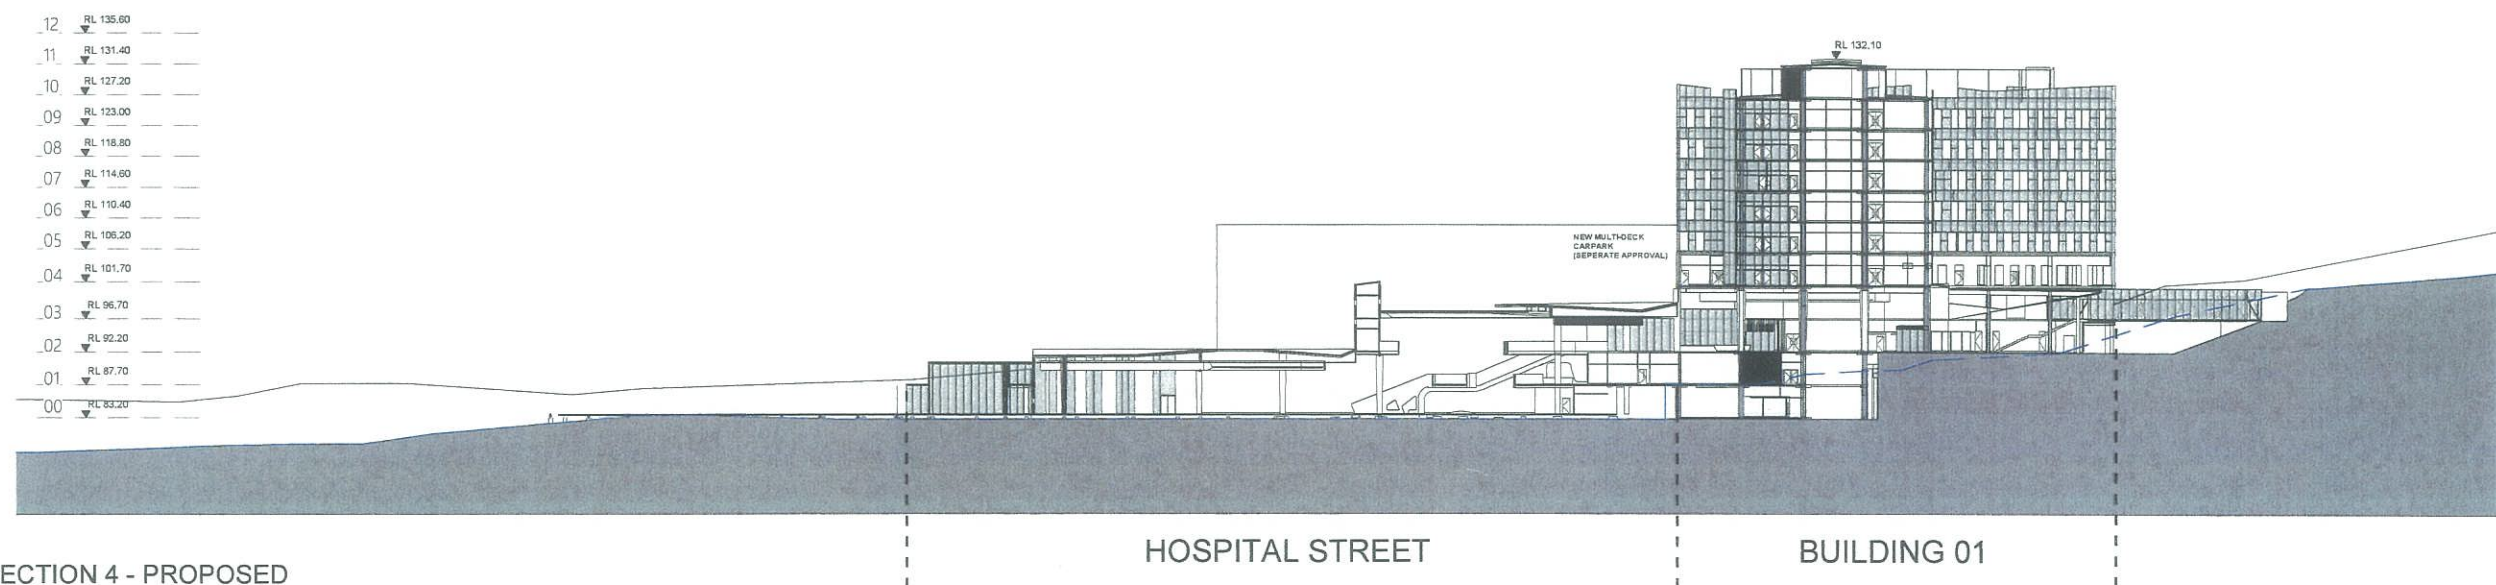 12 RL 135.60
11 RL 131.40
10 RL 127.20
09 RL 123.00
08 RL 118.80
07 RL 114.60
06 RL 110.40
05 RL 106.20
04 RL 101.70
03 RL 96.70
02 RL 92.20
01 RL 87.70
00 RL 83.20
RL 132.10
NEW MULTI-DECK
CARPARK
(SEPERATE APPROVAL)
HOSPITAL STREET
BUILDING 01
ECTION 4 - PROPOSED